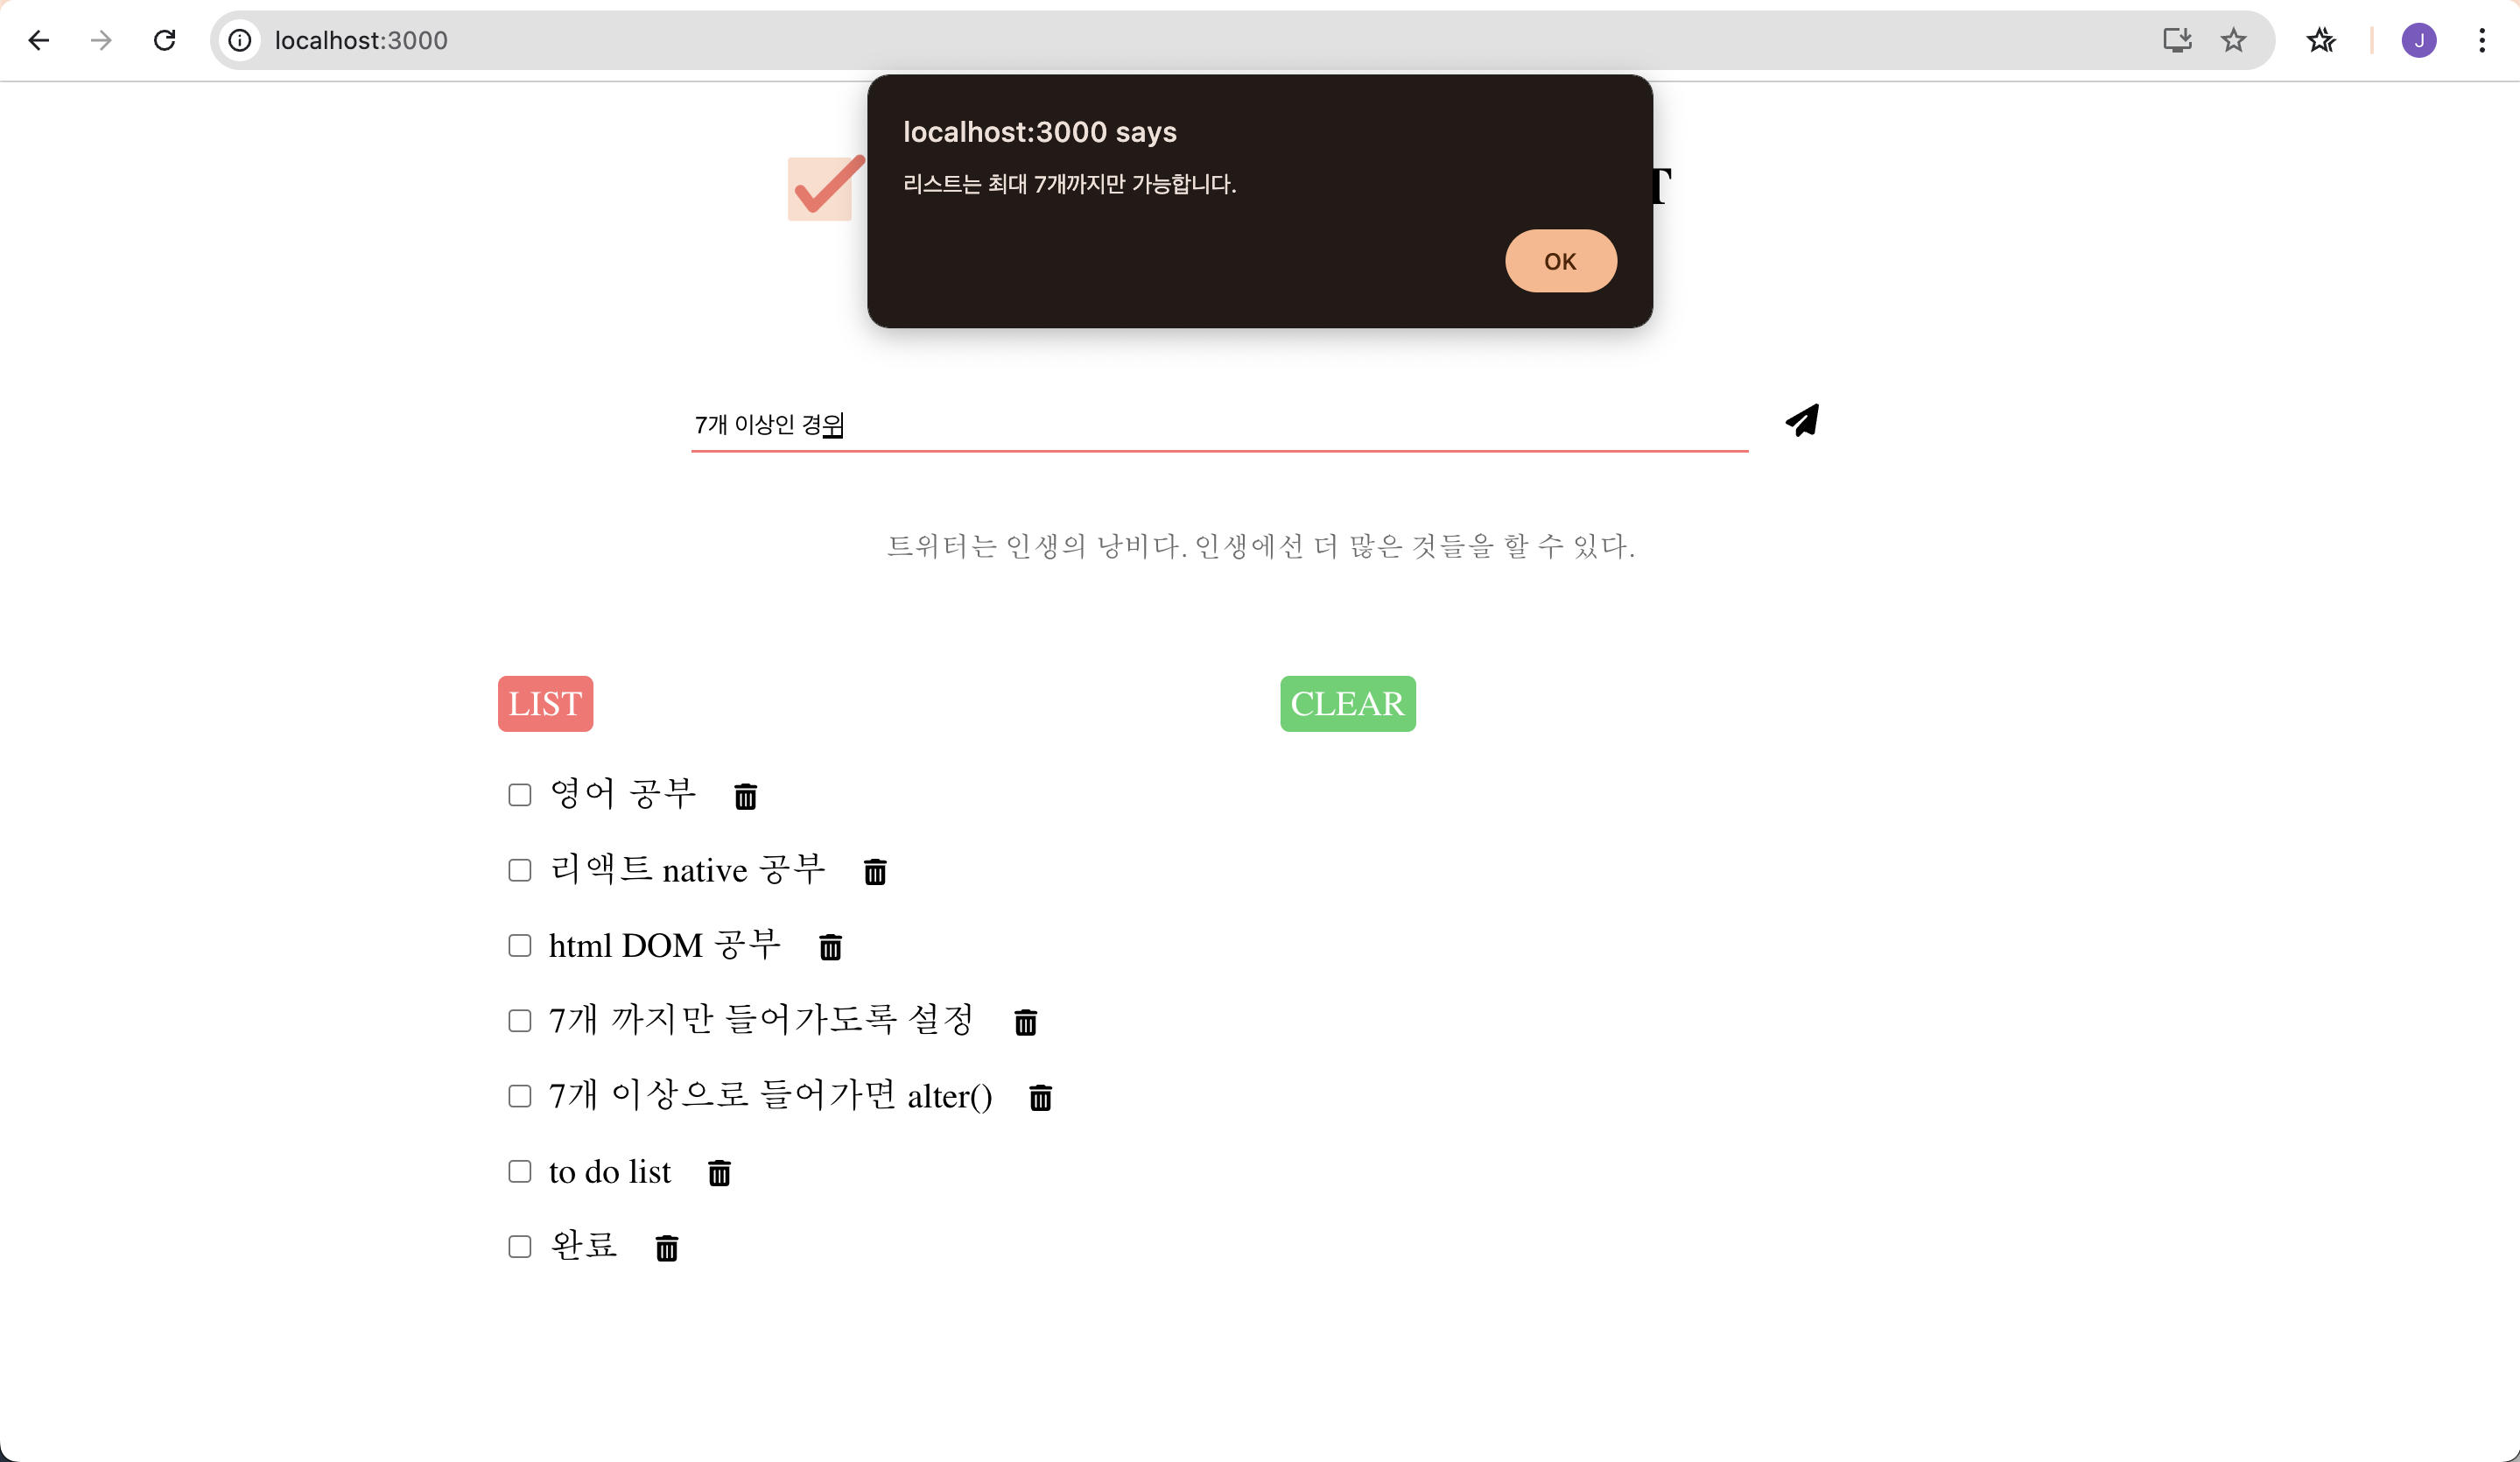 localhost:3000
J
localhost:3000 says
리스트는 최대 7개까지만 가능합니다.
OK
T
7개 이상인 경우
트위터는 인생의 낭비다. 인생에선 더 많은 것들을 할 수 있다.
LIST
CLEAR
영어 공부
리액트 native 공부
html DOM 공부
7개 까지만 들어가도록 설정
7개 이상으로 들어가면 alter()
to do list
완료